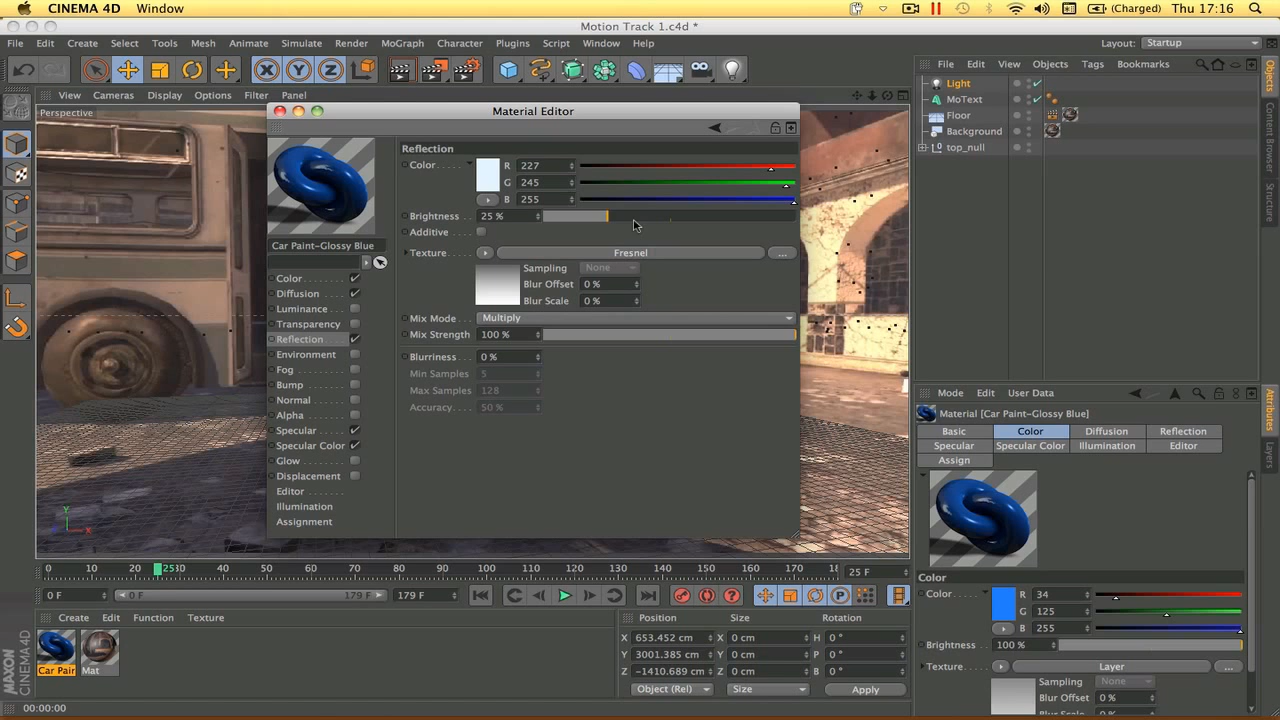 CINEMA 4D Window (Charged) Thu 17:16
Motion Track 1.c4d *
File Edit Create Select Tools Mesh Animate Simulate Render MoGraph Character Plugins Script Window Help Layout: Startup
X Y Z
View Cameras Display Options Filter Panel
Perspective
Material Editor
Reflection
Color R 227
G 245
B 255
Brightness 25 %
Additive
Texture Fresnel ...
Sampling None
Blur Offset 0 %
Blur Scale 0 %
Mix Mode Multiply
Mix Strength 100 %
Blurriness 0 %
Min Samples 5
Max Samples 128
Accuracy 50 %
Car Paint-Glossy Blue
Color
Diffusion
Luminance
Transparency
Reflection
Environment
Fog
Bump
Normal
Alpha
Specular
Specular Color
Glow
Displacement
Editor
Illumination
Assignment
Y
X
File Edit View Objects Tags Bookmarks
Light
MoText
Floor
Background
top_null
Objects
Content Browser
Structure
Mode Edit User Data
Material [Car Paint-Glossy Blue]
Basic Color Diffusion Reflection
Specular Specular Color Illumination Editor
Assign
Attributes
Layers
Color
Color R 34
G 125
B 255
Brightness 100 %
Texture Layer ...
Sampling None
Blur Offset 0 %
Blur Scale 0 %
0 10 20 2530 40 50 60 70 80 90 100 110 120 130 140 150 160 170 25 F
0 F 0 F 179 F 179 F
Create Edit Function Texture
Car Pair Mat
Position Size Rotation
X 653.452 cm X 0 cm H 0 °
Y 3001.385 cm Y 0 cm P 0 °
Z -1410.689 cm Z 0 cm B 0 °
Object (Rel) Size Apply
MAXON
CINEMA 4D
00:00:00